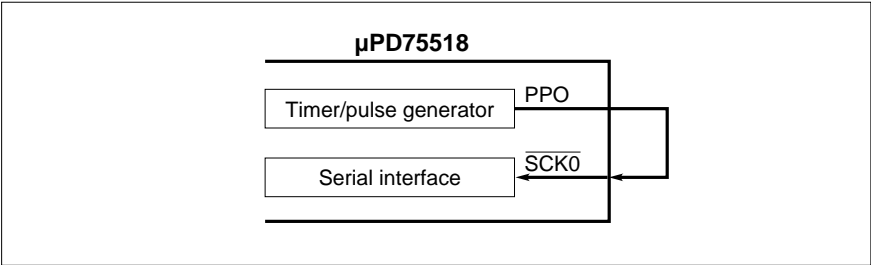 µPD75518
PPO
Timer/pulse generator
SCK0
Serial interface